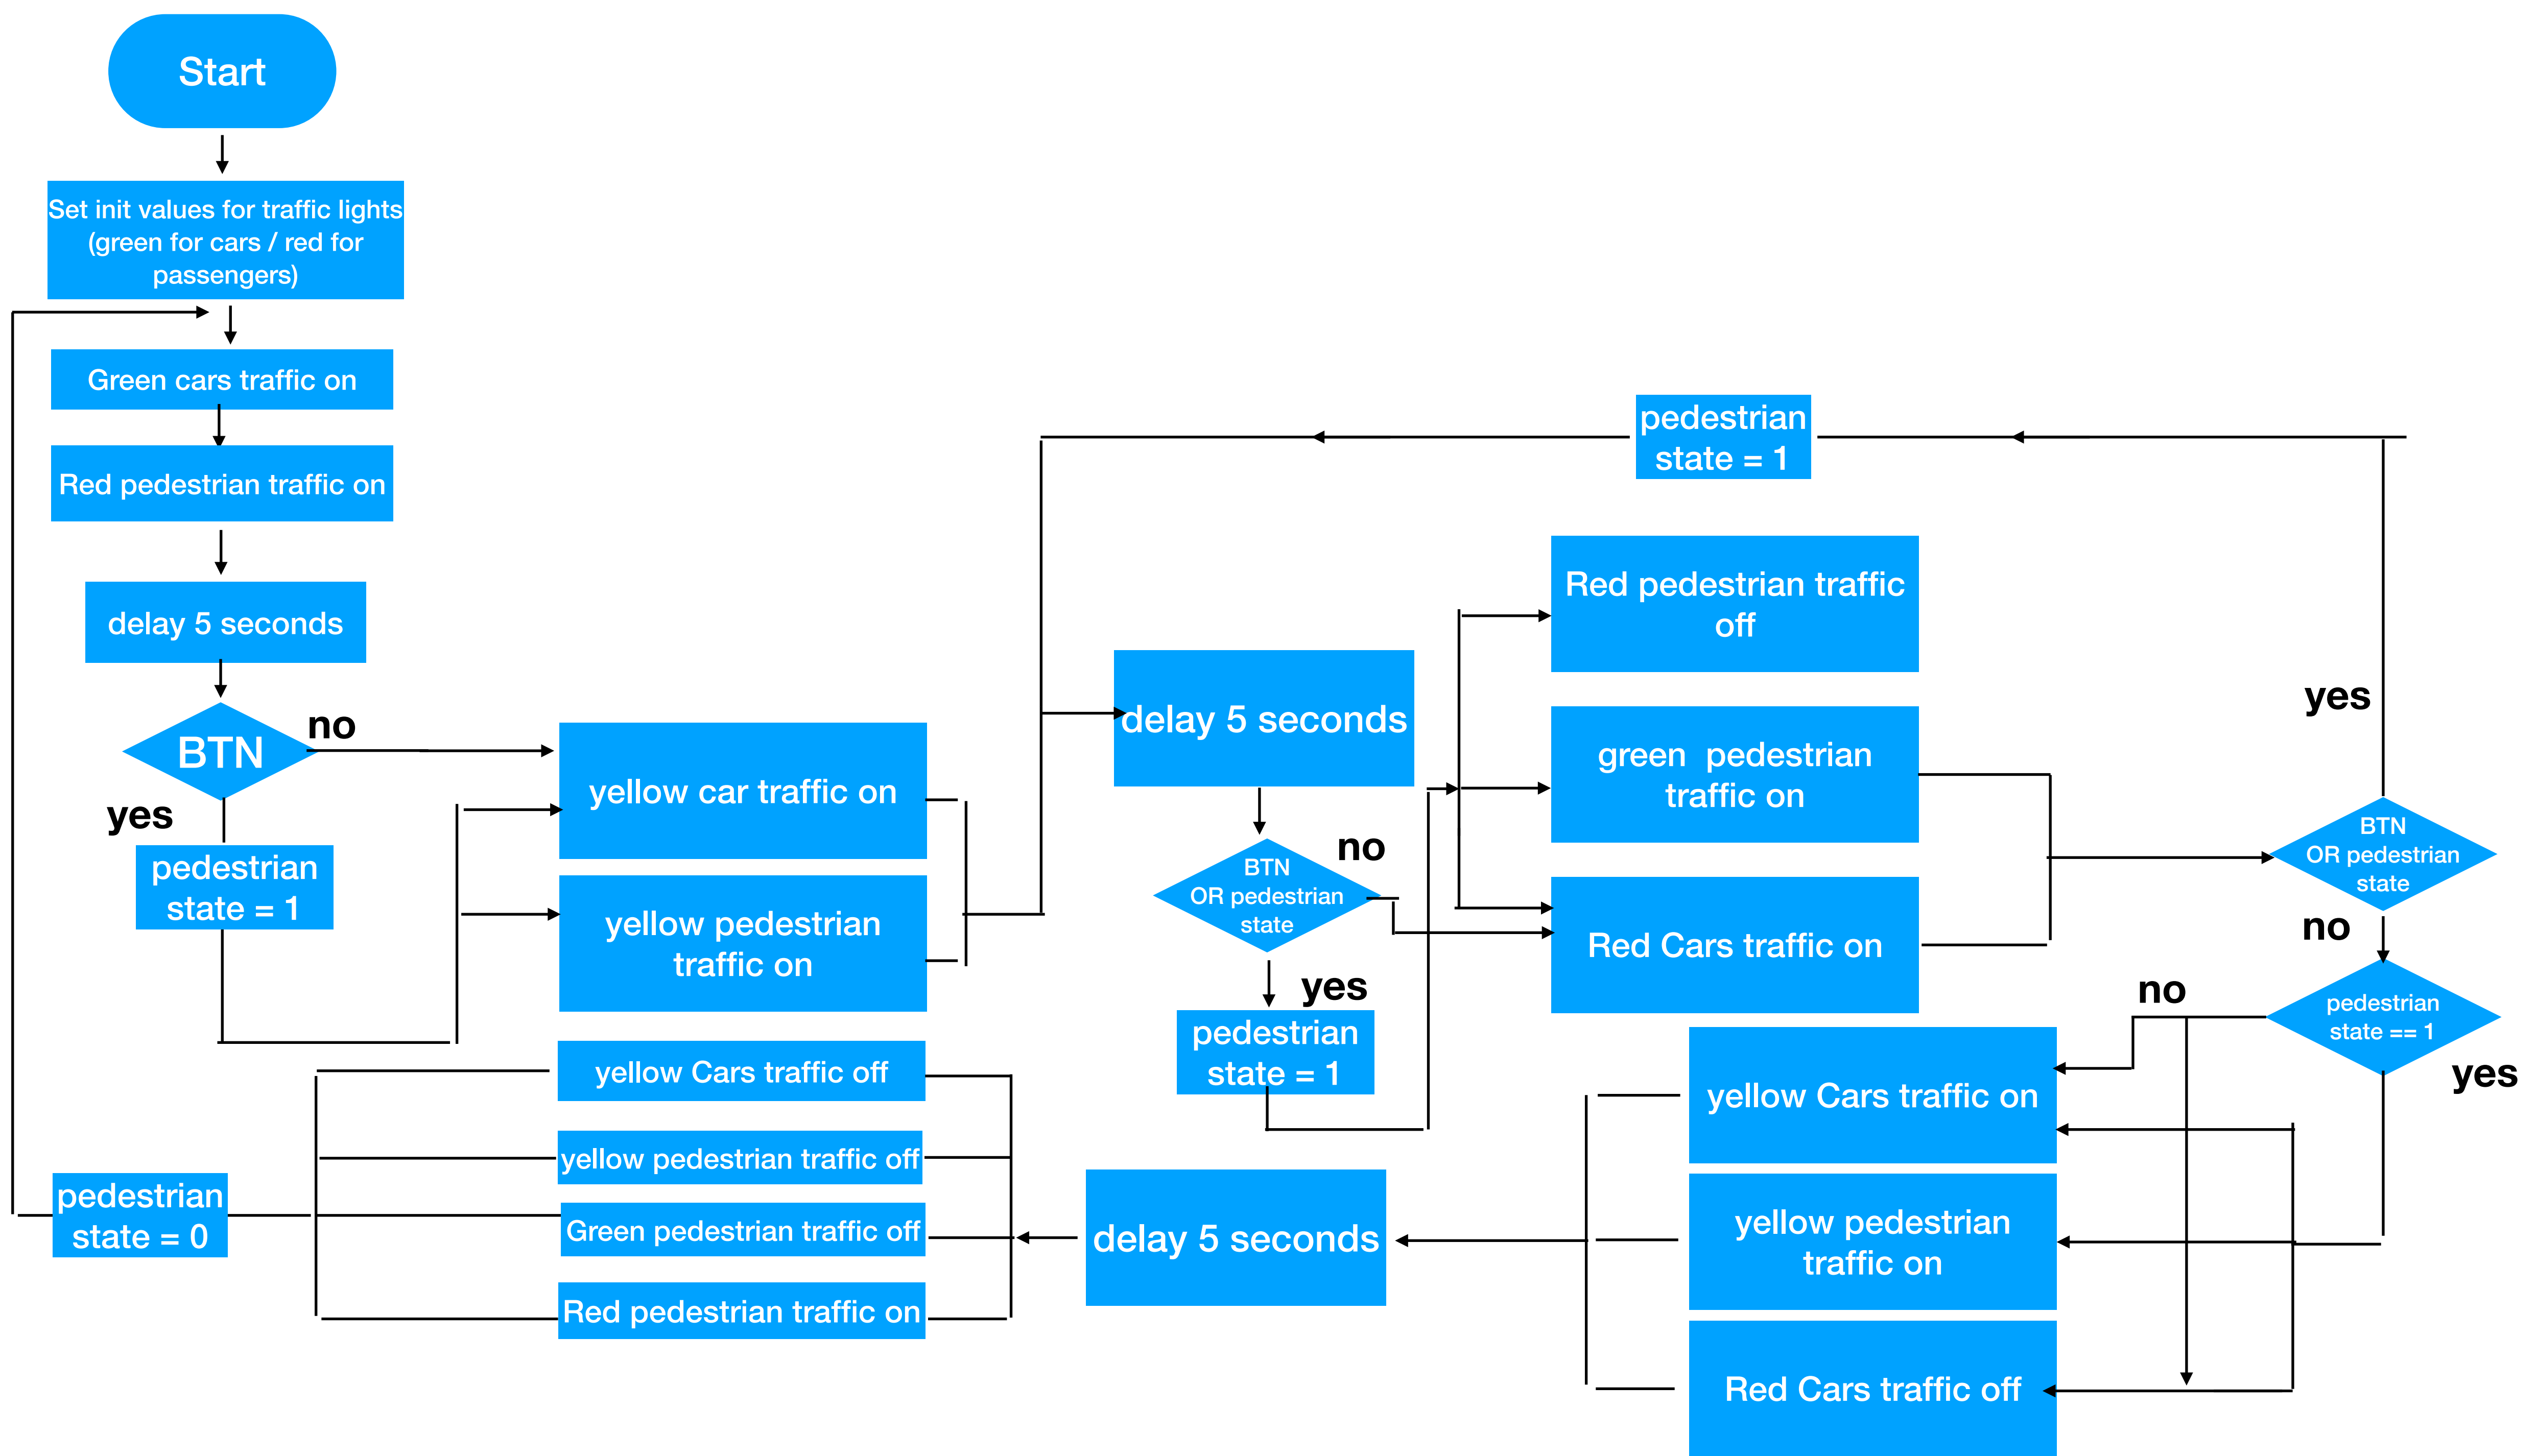 Start
Set init values for traffic lights
(green for cars / red for
passengers)
Green cars traffic on
Red pedestrian traffic on
delay 5 seconds
BTN
no
yes
pedestrian
state = 1
yellow car traffic on
yellow pedestrian
traffic on
pedestrian
state = 1
delay 5 seconds
BTN
OR pedestrian
state
no
yes
pedestrian
state = 1
Red pedestrian traffic
off
green pedestrian
traffic on
Red Cars traffic on
yes
BTN
OR pedestrian
state
no
pedestrian
state == 1
no
yes
yellow Cars traffic on
yellow pedestrian
traffic on
Red Cars traffic off
delay 5 seconds
yellow Cars traffic off
yellow pedestrian traffic off
Green pedestrian traffic off
Red pedestrian traffic on
pedestrian
state = 0